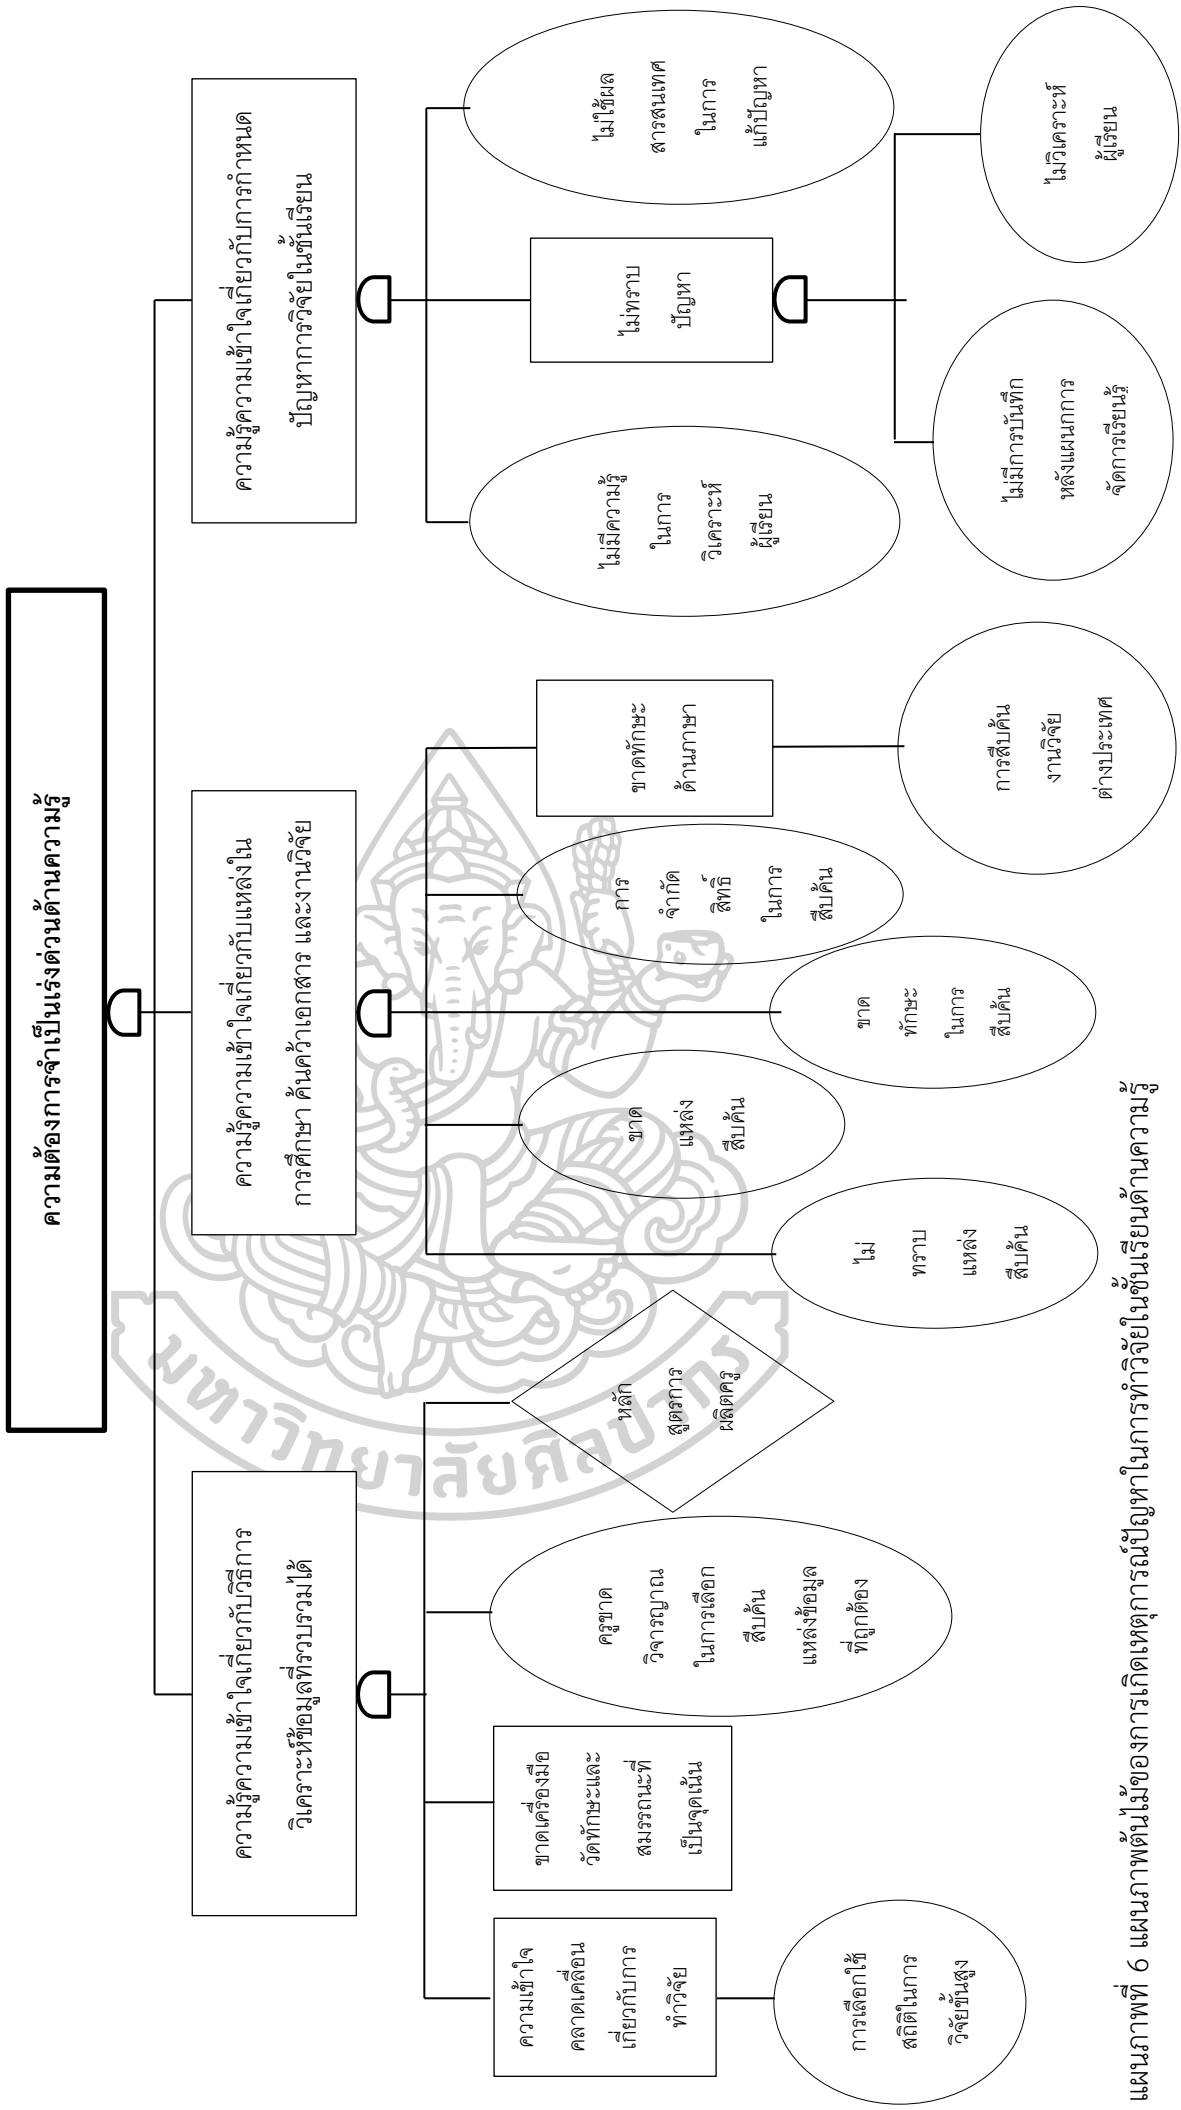 ความต้องการจำเป็นเร่งด่วนด้านความรู้
ความรู้ความเข้าใจเกี่ยวกับวิธีการ
วิเคราะห์ข้อมูลที่รวบรวมได้
ความรู้ความเข้าใจเกี่ยวกับแหล่งใน
การศึกษา ค้นคว้าเอกสาร และงานวิจัย
ความรู้ความเข้าใจเกี่ยวกับการกำหนด
ปัญหาการวิจัยในชั้นเรียน
ความเข้าใจ
คลาดเคลื่อน
เกี่ยวกับการ
ทำวิจัย
ขาดเครื่องมือ
วัดทักษะและ
สมรรถนะที่
เป็นจุดเน้น
ครูขาด
วิจารญาณ
ในการเลือก
สืบค้น
แหล่งข้อมูล
ที่ถูกต้อง
หลัก
สูตรการ
ผลิตครู
ไม่
ทราบ
แหล่ง
สืบค้น
ขาด
แหล่ง
สืบค้น
ขาด
ทักษะ
ในการ
สืบค้น
การ
จำกัด
สิทธิ์
ในการ
สืบค้น
ขาดทักษะ
ด้านภาษา
ไม่มีความรู้
ในการ
วิเคราะห์
ผู้เรียน
ไม่ทราบ
ปัญหา
ไม่ใช้ผล
สารสนเทศ
ในการ
แก้ปัญหา
การเลือกใช้
สถิติในการ
วิจัยขั้นสูง
การสืบค้น
งานวิจัย
ต่างประเทศ
ไม่มีการบันทึก
หลังแผนกการ
จัดการเรียนรู้
ไม่วิเคราะห์
ผู้เรียน
มหาวิทยาลัยศิลปากร
แผนภาพที่ 6 แผนภาพต้นไม้ของการเกิดเหตุการณ์ปัญหาในการทำวิจัยในชั้นเรียนด้านความรู้